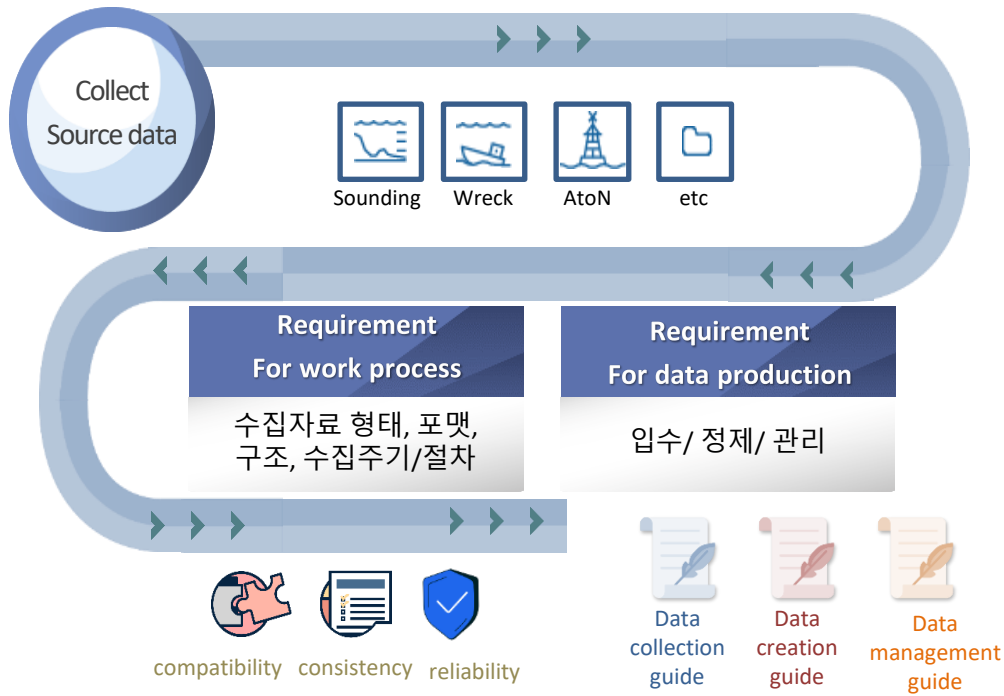 Collect
Source data
Sounding
Wreck
AtoN
etc
Requirement
For work process
수집자료 형태, 포맷,
구조, 수집주기/절차
Requirement
For data production
입수/ 정제/ 관리
compatibility
consistency
reliability
Data
collection
guide
Data
creation
guide
Data
management
guide